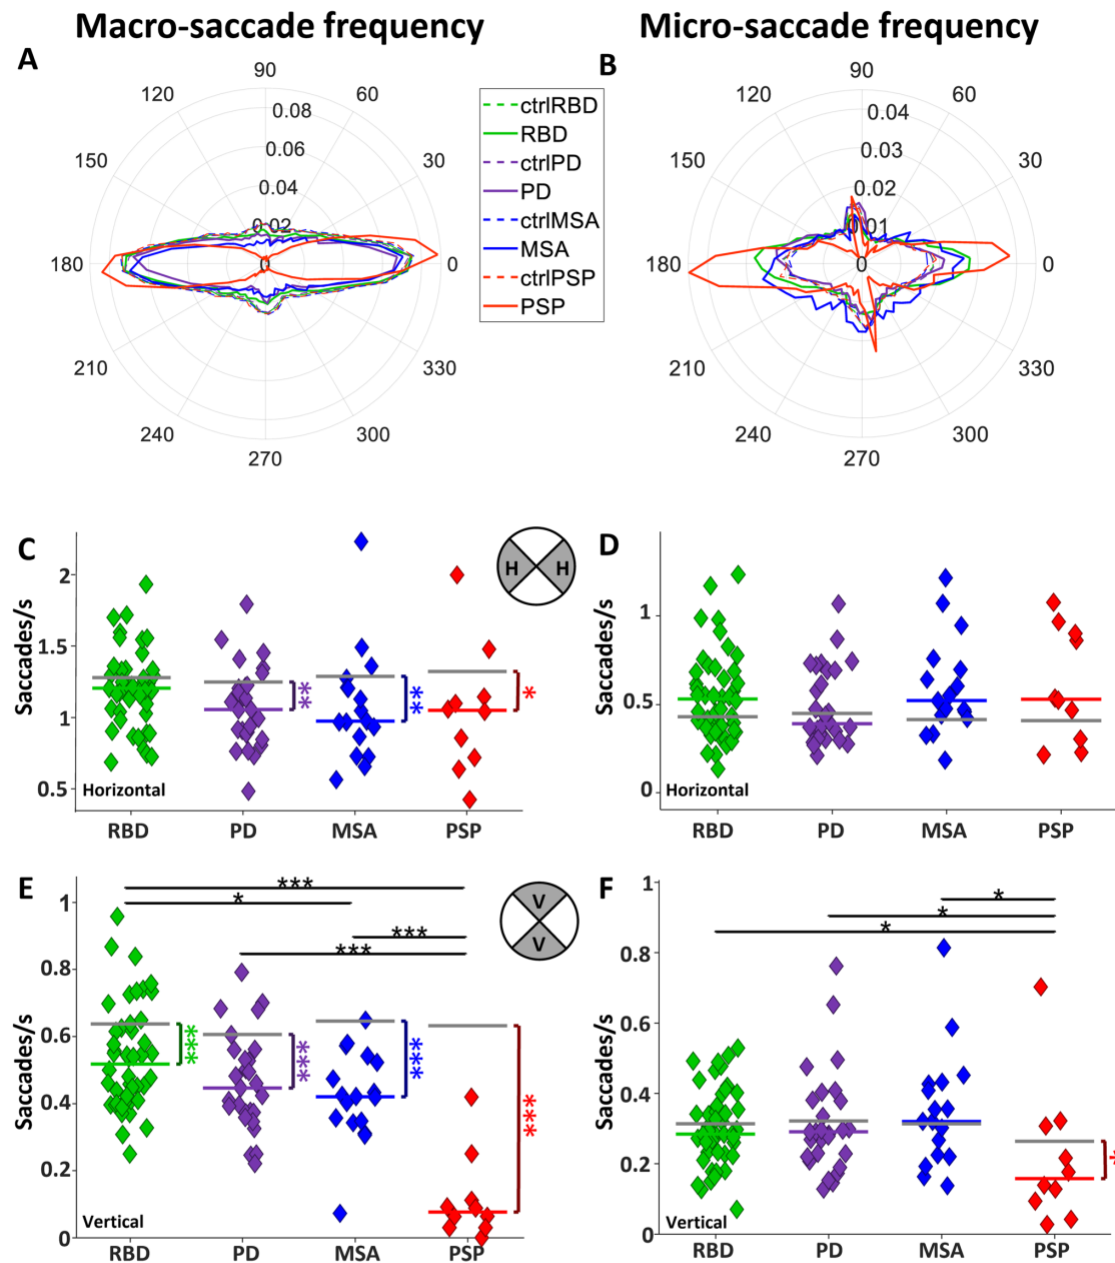 Macro-saccade frequency
Micro-saccade frequency
A
90
120
60
0.08
150
0.06
30
0.04
0.02
180
0
0
210
330
240
300
270
ctrlRBD
RBD
ctrlPD
PD
ctrlMSA
MSA
ctrlPSP
PSP
B
90
120
60
0.04
150
0.03
30
0.02
180
0
0
210
330
240
300
270
C
Saccades/s
2
1.5
1
0.5
H H
**
**
*
Horizontal
RBD PD MSA PSP
D
Saccades/s
1
0.5
0
Horizontal
RBD PD MSA PSP
E
Saccades/s
1
0.8
0.6
0.4
0.2
0
V
V
***
*
***
***
***
***
***
***
Vertical
RBD PD MSA PSP
F
Saccades/s
1
0.8
0.6
0.4
0.2
0
*
*
*
*
Vertical
RBD PD MSA PSP